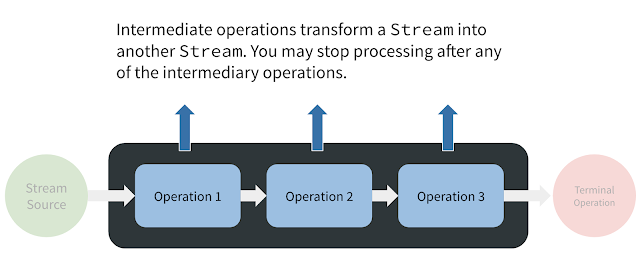 Intermediate operations transform a Stream into
another Stream. You may stop processing after any
of the intermediary operations.
Stream
Source
Operation 1
Operation 2
Operation 3
Terminal
Operation